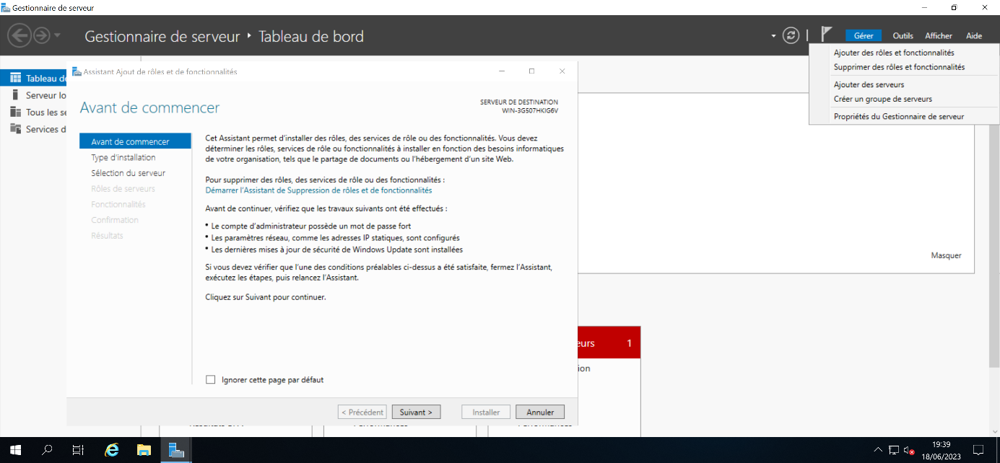 Gestionnaire de serveur
Gestionnaire de serveur ‣ Tableau de bord
Gérer Outils Afficher Aide
Ajouter des rôles et fonctionnalités
Supprimer des rôles et fonctionnalités
Ajouter des serveurs
Créer un groupe de serveurs
Propriétés du Gestionnaire de serveur
Tableau de
Serveur lo
Tous les se
Services d
Assistant Ajout de rôles et de fonctionnalités
Avant de commencer
SERVEUR DE DESTINATION
WIN-3G507HKIG6V
Avant de commencer
Type d'installation
Sélection du serveur
Rôles de serveurs
Fonctionnalités
Confirmation
Résultats
Cet Assistant permet d'installer des rôles, des services de rôle ou des fonctionnalités. Vous devez
déterminer les rôles, services de rôle ou fonctionnalités à installer en fonction des besoins informatiques
de votre organisation, tels que le partage de documents ou l'hébergement d'un site Web.
Pour supprimer des rôles, des services de rôle ou des fonctionnalités :
Démarrer l'Assistant de Suppression de rôles et de fonctionnalités
Avant de continuer, vérifiez que les travaux suivants ont été effectués :
• Le compte d'administrateur possède un mot de passe fort
• Les paramètres réseau, comme les adresses IP statiques, sont configurés
• Les dernières mises à jour de sécurité de Windows Update sont installées
Si vous devez vérifier que l'une des conditions préalables ci-dessus a été satisfaite, fermez l'Assistant,
exécutez les étapes, puis relancez l'Assistant.
Cliquez sur Suivant pour continuer.
Ignorer cette page par défaut
< Précédent Suivant > Installer Annuler
Masquer
eurs 1
ion
19:39
18/06/2023